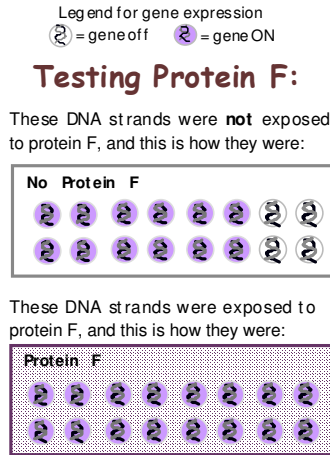 Legend for gene expression
= gene off = gene ON
Testing Protein F:
These DNA strands were not exposed
to protein F, and this is how they were:
No Protein F
These DNA strands were exposed to
protein F, and this is how they were:
Protein F